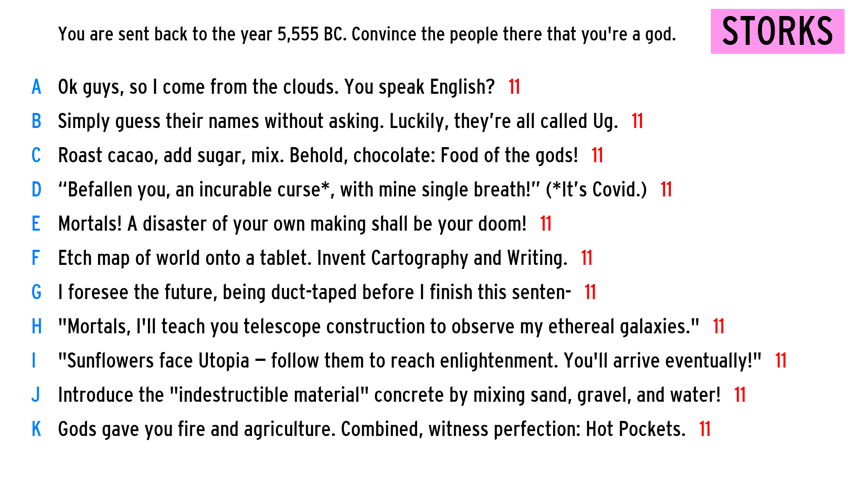 You are sent back to the year 5,555 BC. Convince the people there that you're a god.
STORKS
A Ok guys, so I come from the clouds. You speak English? 11
B Simply guess their names without asking. Luckily, they’re all called Ug. 11
C Roast cacao, add sugar, mix. Behold, chocolate: Food of the gods! 11
D “Befallen you, an incurable curse*, with mine single breath!” (*It’s Covid.) 11
E Mortals! A disaster of your own making shall be your doom! 11
F Etch map of world onto a tablet. Invent Cartography and Writing. 11
G I foresee the future, being duct-taped before I finish this senten- 11
H "Mortals, I'll teach you telescope construction to observe my ethereal galaxies." 11
I "Sunflowers face Utopia – follow them to reach enlightenment. You'll arrive eventually!" 11
J Introduce the "indestructible material" concrete by mixing sand, gravel, and water! 11
K Gods gave you fire and agriculture. Combined, witness perfection: Hot Pockets. 11